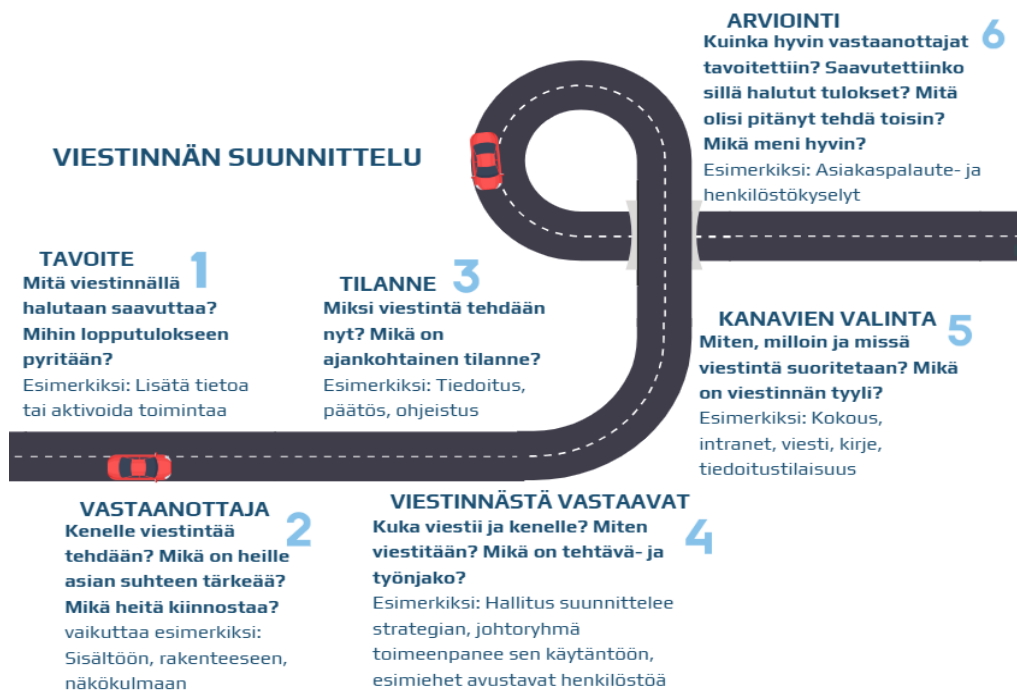 VIESTINNÄN SUUNNITTELU
TAVOITE
1
Mitä viestinnällä
halutaan saavuttaa?
Mihin lopputulokseen
pyritään?
Esimerkiksi: Lisätä tietoa
tai aktivoida toimintaa
VASTAANOTTAJA
2
Kenelle viestintää
tehdään? Mikä on heille
asian suhteen tärkeää?
Mikä heitä kiinnostaa?
vaikuttaa esimerkiksi:
Sisältöön, rakenteeseen,
näkökulmaan
TILANNE
3
Miksi viestintä tehdään
nyt? Mikä on
ajankohtainen tilanne?
Esimerkiksi: Tiedoitus,
päätös, ohjeistus
VIESTINNÄSTÄ VASTAAVAT
4
Kuka viestii ja kenelle? Miten
viestitään? Mikä on tehtävä- ja
työnjako?
Esimerkiksi: Hallitus suunnittelee
strategian, johtoryhmä
toimeenpanee sen käytäntöön,
esimiehet avustavat henkilöstöä
KANAVIEN VALINTA
5
Miten, milloin ja missä
viestintä suoritetaan? Mikä
on viestinnän tyyli?
Esimerkiksi: Kokous,
intranet, viesti, kirje,
tiedoitustilaisuus
ARVIOINTI
6
Kuinka hyvin vastaanottajat
tavoitettiin? Saavutettiinko
sillä halutut tulokset? Mitä
olisi pitänyt tehdä toisin?
Mikä meni hyvin?
Esimerkiksi: Asiakaspalaute- ja
henkilöstökyselyt